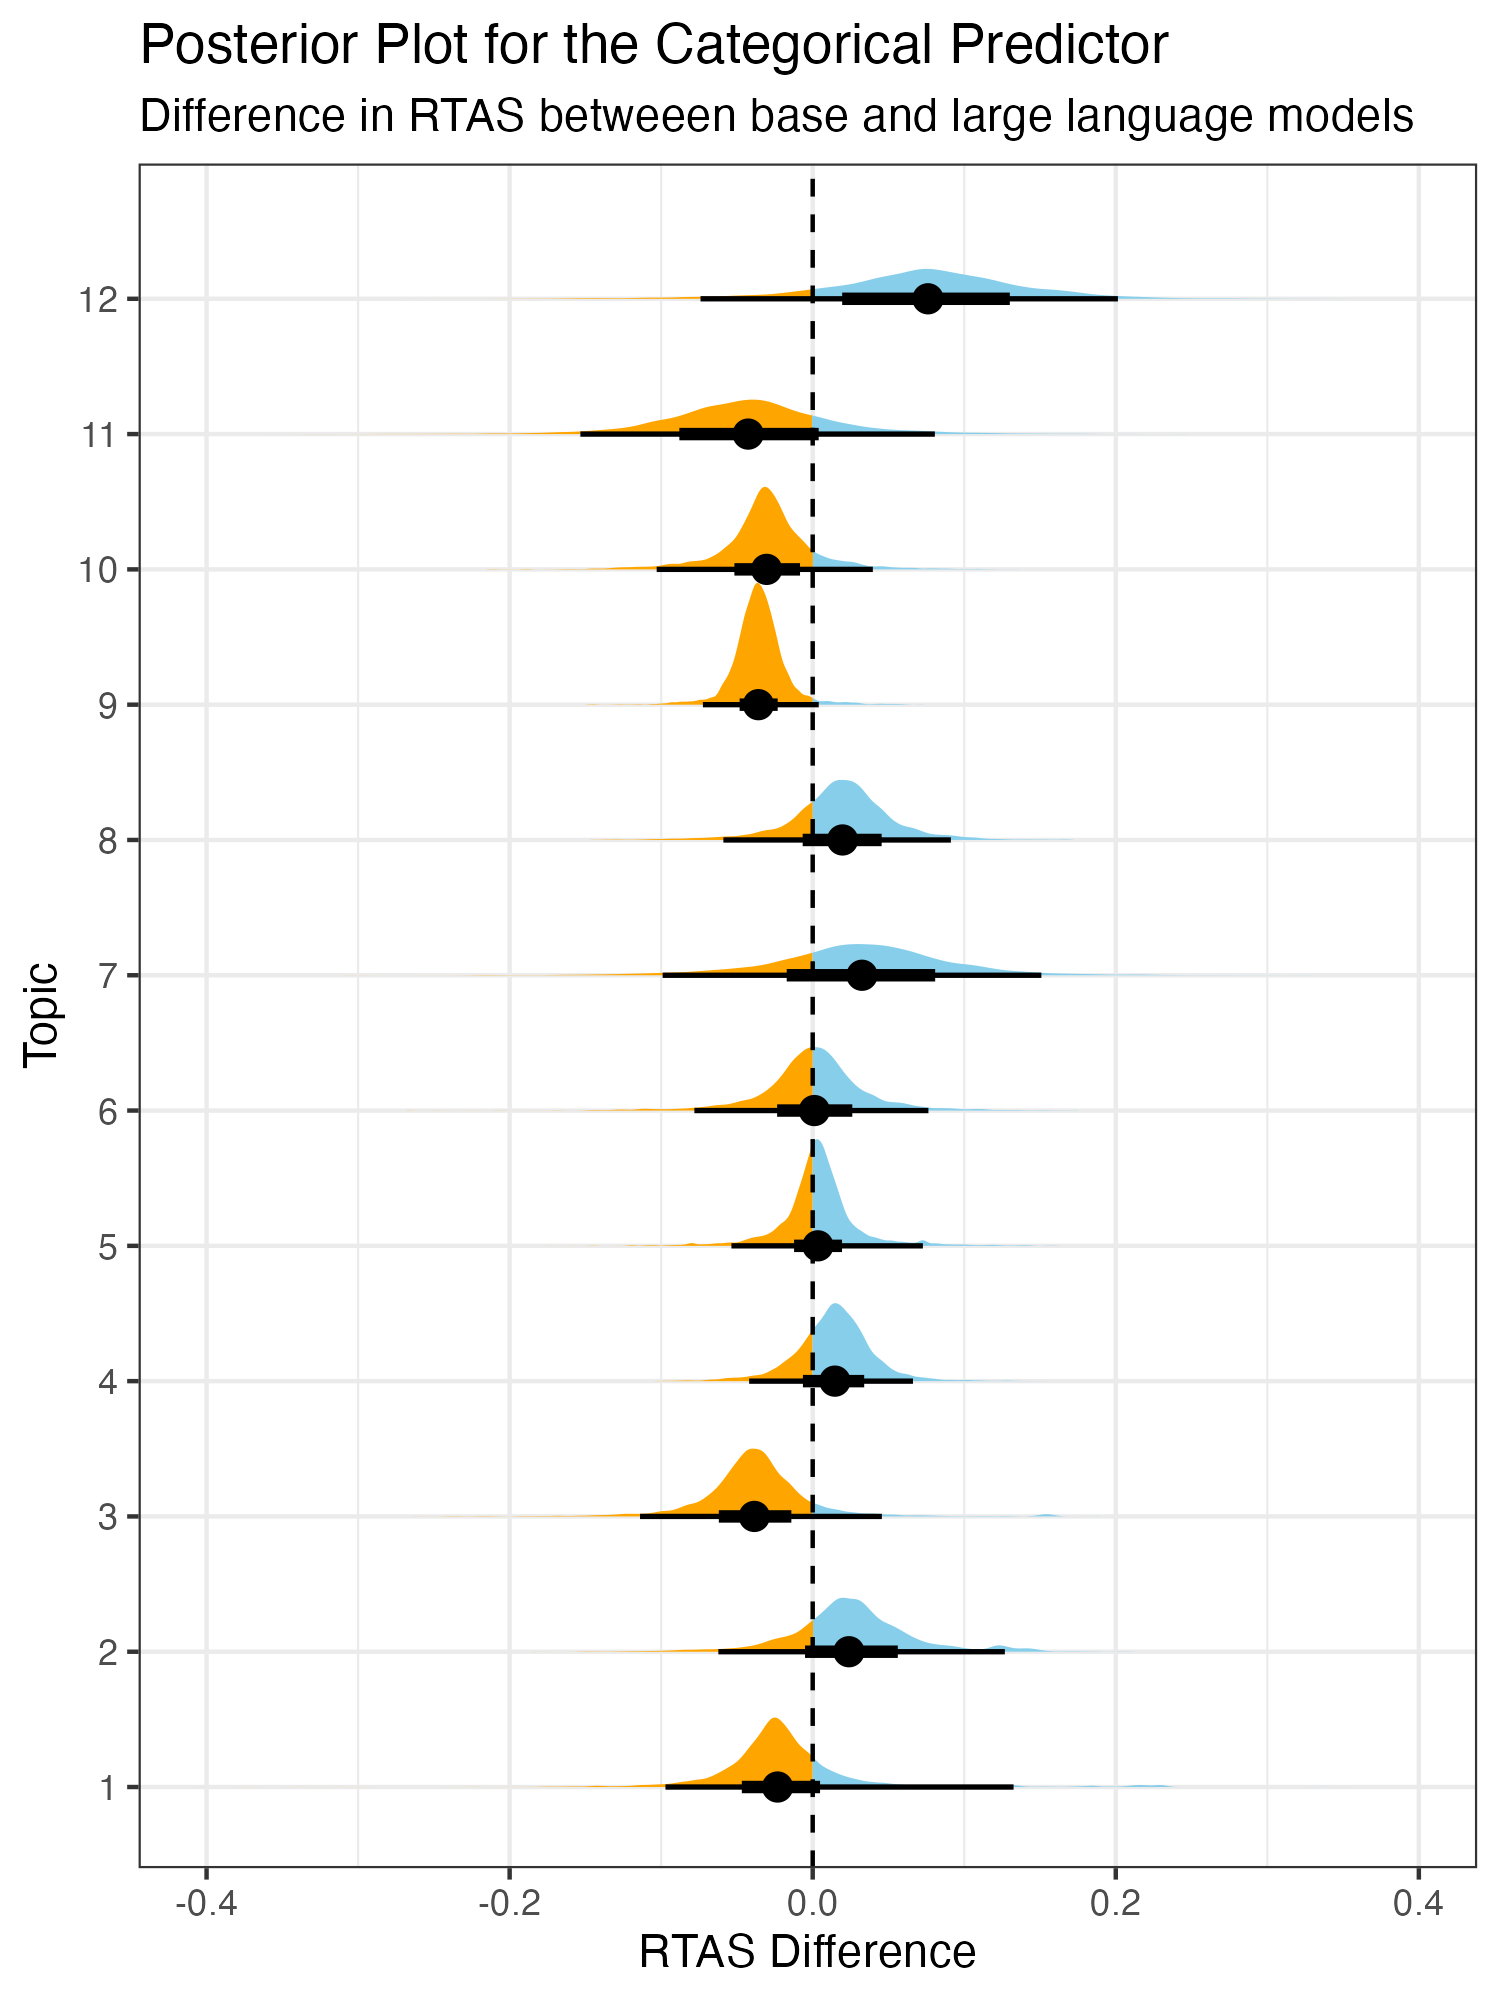 Posterior Plot for the Categorical Predictor
Difference in RTAS betweeen base and large language models
12
11
10
9
8
7
6
5
4
3
2
1
Topic
-0.4 -0.2 0.0 0.2 0.4
RTAS Difference